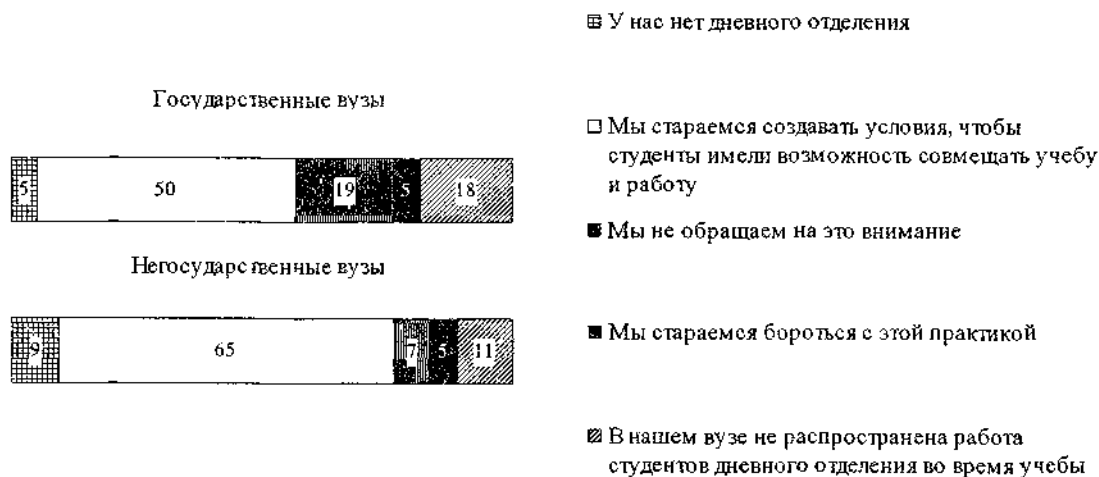 У нас нет дневного отделения
Государственные вузы
Мы стараемся создавать условия, чтобы
студенты имели возможность совмещать учебу
и работу
5 50 19 5 18
Мы не обращаем на это внимание
Негосударственные вузы
9 65 7 5 11
Мы стараемся бороться с этой практикой
В нашем вузе не распространена работа
студентов дневного отделения во время учебы